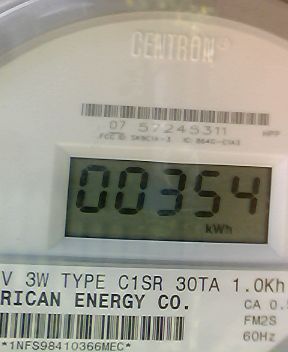 CENTRON
07 57245311
00354
kWh
V 3W TYPE C1SR 30TA 1.0Kh
RICAN ENERGY CO.
CA 0.5
FM2S
60Hz
*1NFS98410366MEC*